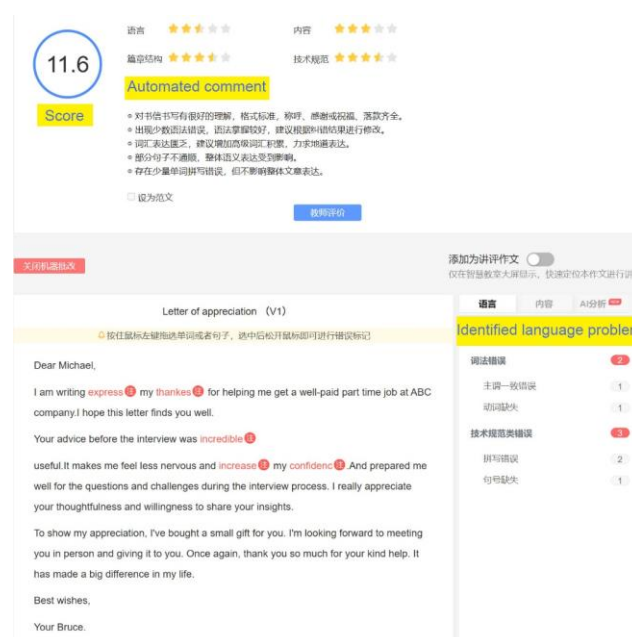 语言
内容
11.6
篇章结构
技术规范
Automated comment
Score
对书信书写有很好的理解，格式标准，称呼、感谢或祝福、落款齐全。
出现少数语法错误，语法掌握较好，建议根据纠错结果进行修改。
词汇表达匮乏，建议增加高级词汇积累，力求地道表达。
部分句子不通顺，整体语义表达受到影响。
存在少量单词拼写错误，但不影响整体文章表达。
设为范文
教师评价
关闭机器批改
添加为讲评作文
仅在智慧教室大屏显示，快速定位本作文进行讲
Letter of appreciation （V1）
语言 内容 AI分析
按住鼠标左键拖选单词或者句子，选中后松开鼠标即可进行错误标记
Identified language problem
Dear Michael,
I am writing express 注 my thankes 注 for helping me get a well-paid part time job at ABC
company.I hope this letter finds you well.
Your advice before the interview was incredible 注
useful.It makes me feel less nervous and increase 注 my confidenc 注 .And prepared me
well for the questions and challenges during the interview process. I really appreciate
your thoughtfulness and willingness to share your insights.
To show my appreciation, I've bought a small gift for you. I'm looking forward to meeting
you in person and giving it to you. Once again, thank you so much for your kind help. It
has made a big difference in my life.
Best wishes,
Your Bruce.
词法错误 2
主谓一致错误 1
动词缺失 1
技术规范类错误 3
拼写错误 2
句号缺失 1